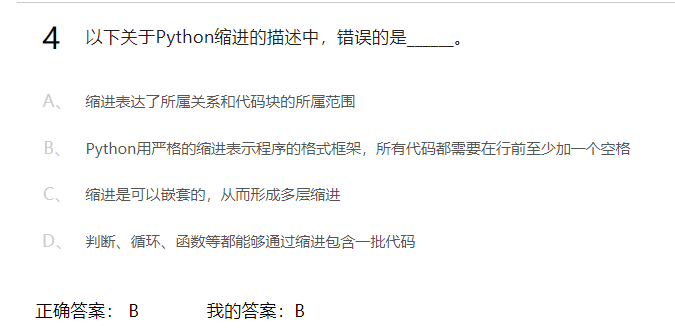 4 以下关于Python缩进的描述中，错误的是______。
A、 缩进表达了所属关系和代码块的所属范围
B、 Python用严格的缩进表示程序的格式框架，所有代码都需要在行前至少加一个空格
C、 缩进是可以嵌套的，从而形成多层缩进
D、 判断、循环、函数等都能够通过缩进包含一批代码
正确答案： B 我的答案：B